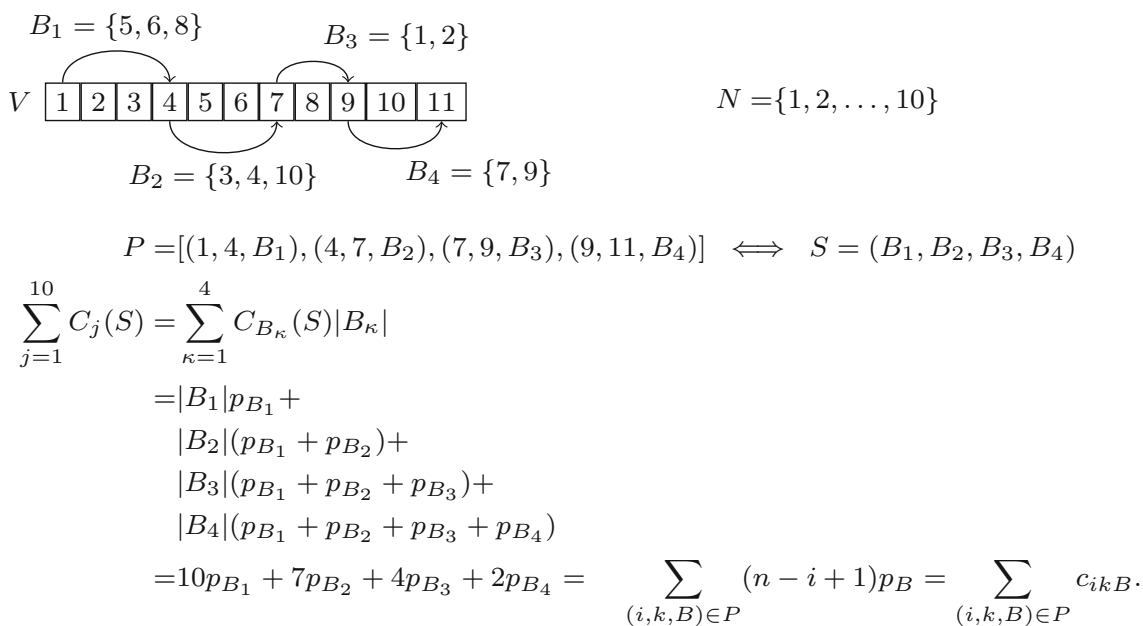 B_1 = {5, 6, 8}
B_3 = {1, 2}
V 1 2 3 4 5 6 7 8 9 10 11
N = {1, 2, . . . , 10}
B_2 = {3, 4, 10}
B_4 = {7, 9}
P = [(1, 4, B_1), (4, 7, B_2), (7, 9, B_3), (9, 11, B_4)] ⟺ S = (B_1, B_2, B_3, B_4)
\sum_{j=1}^{10} C_j(S) = \sum_{κ=1}^{4} C_{B_κ}(S)|B_κ|
= |B_1|p_{B_1} +
|B_2|(p_{B_1} + p_{B_2}) +
|B_3|(p_{B_1} + p_{B_2} + p_{B_3}) +
|B_4|(p_{B_1} + p_{B_2} + p_{B_3} + p_{B_4})
= 10p_{B_1} + 7p_{B_2} + 4p_{B_3} + 2p_{B_4} = \sum_{(i,k,B)∈P} (n − i + 1)p_B = \sum_{(i,k,B)∈P} c_{ikB}.